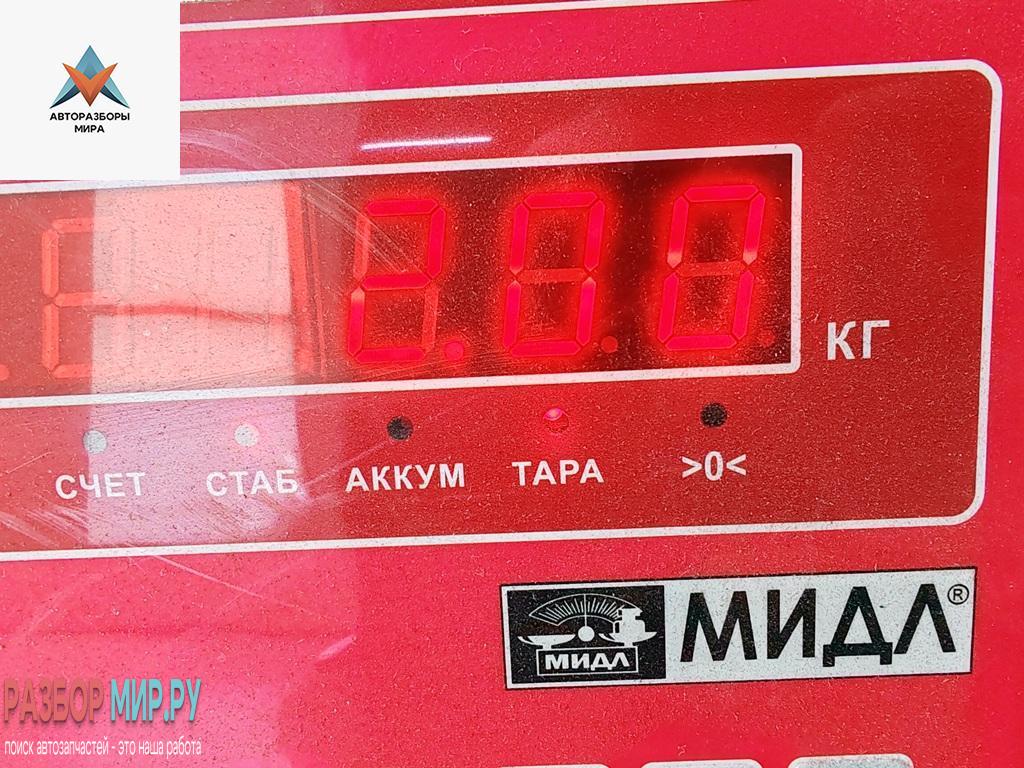 АВТОРАЗБОРЫ
МИРА
2.00
КГ
СЧЕТ СТАБ АККУМ ТАРА >0<
МИДЛ МИДЛ®
РАЗБОР МИР.РУ
поиск автозапчастей - это наша работа